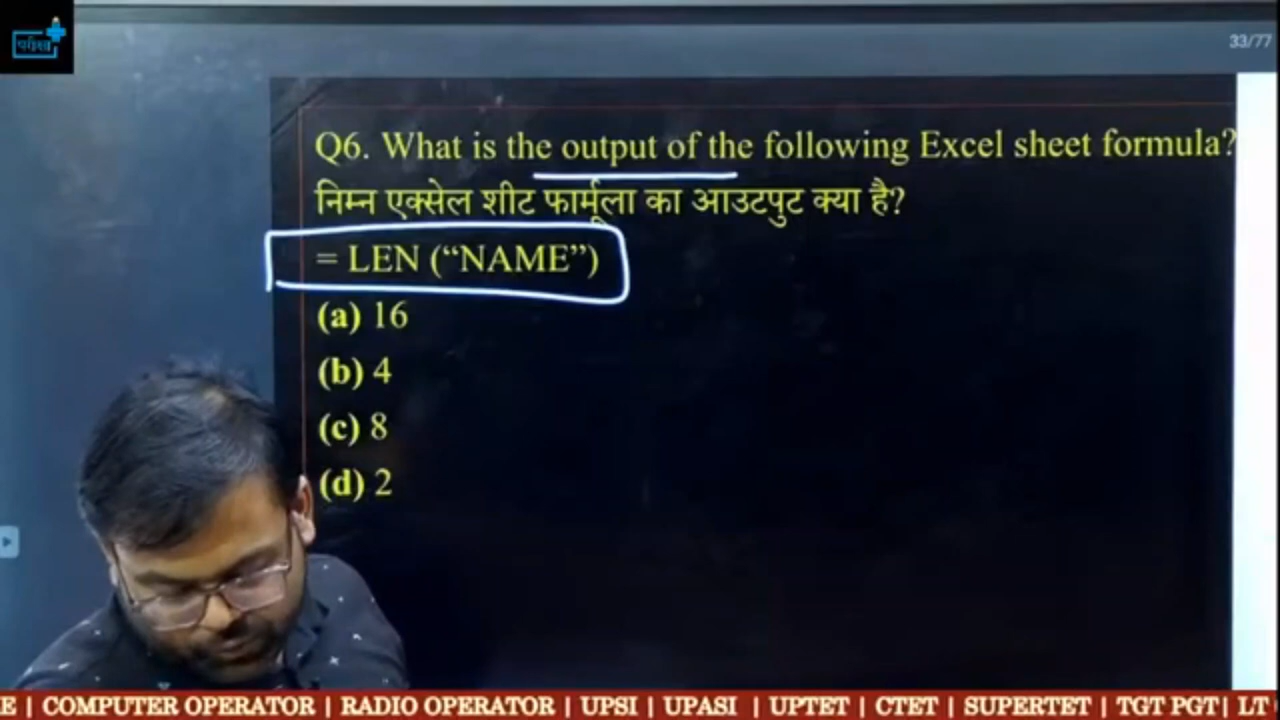 परीक्षा
33/77
Q6. What is the output of the following Excel sheet formula?
निम्न एक्सेल शीट फार्मूला का आउटपुट क्या है?
= LEN (“NAME”)
(a) 16
(b) 4
(c) 8
(d) 2
E | COMPUTER OPERATOR | RADIO OPERATOR | UPSI | UPASI | UPTET | CTET | SUPERTET | TGT PGT | LT